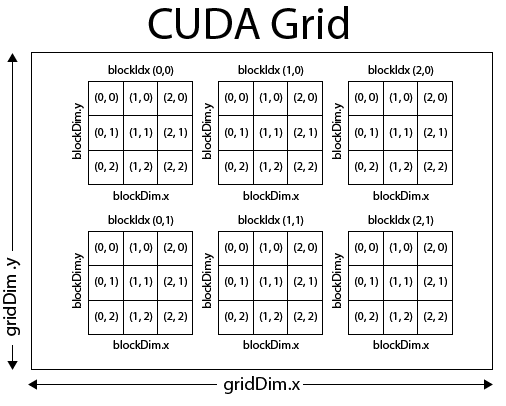 CUDA Grid
blockIdx (0,0) blockIdx (1,0) blockIdx (2,0)
blockDim.y blockDim.y blockDim.y
(0, 0) (1, 0) (2, 0) (0, 0) (1, 0) (2, 0) (0, 0) (1, 0) (2, 0)
(0, 1) (1, 1) (2, 1) (0, 1) (1, 1) (2, 1) (0, 1) (1, 1) (2, 1)
(0, 2) (1, 2) (2, 2) (0, 2) (1, 2) (2, 2) (0, 2) (1, 2) (2, 2)
blockDim.x blockDim.x blockDim.x
blockIdx (0,1) blockIdx (1,1) blockIdx (2,1)
blockDim.y blockDim.y blockDim.y
(0, 0) (1, 0) (2, 0) (0, 0) (1, 0) (2, 0) (0, 0) (1, 0) (2, 0)
(0, 1) (1, 1) (2, 1) (0, 1) (1, 1) (2, 1) (0, 1) (1, 1) (2, 1)
(0, 2) (1, 2) (2, 2) (0, 2) (1, 2) (2, 2) (0, 2) (1, 2) (2, 2)
blockDim.x blockDim.x blockDim.x
gridDim .y
gridDim.x